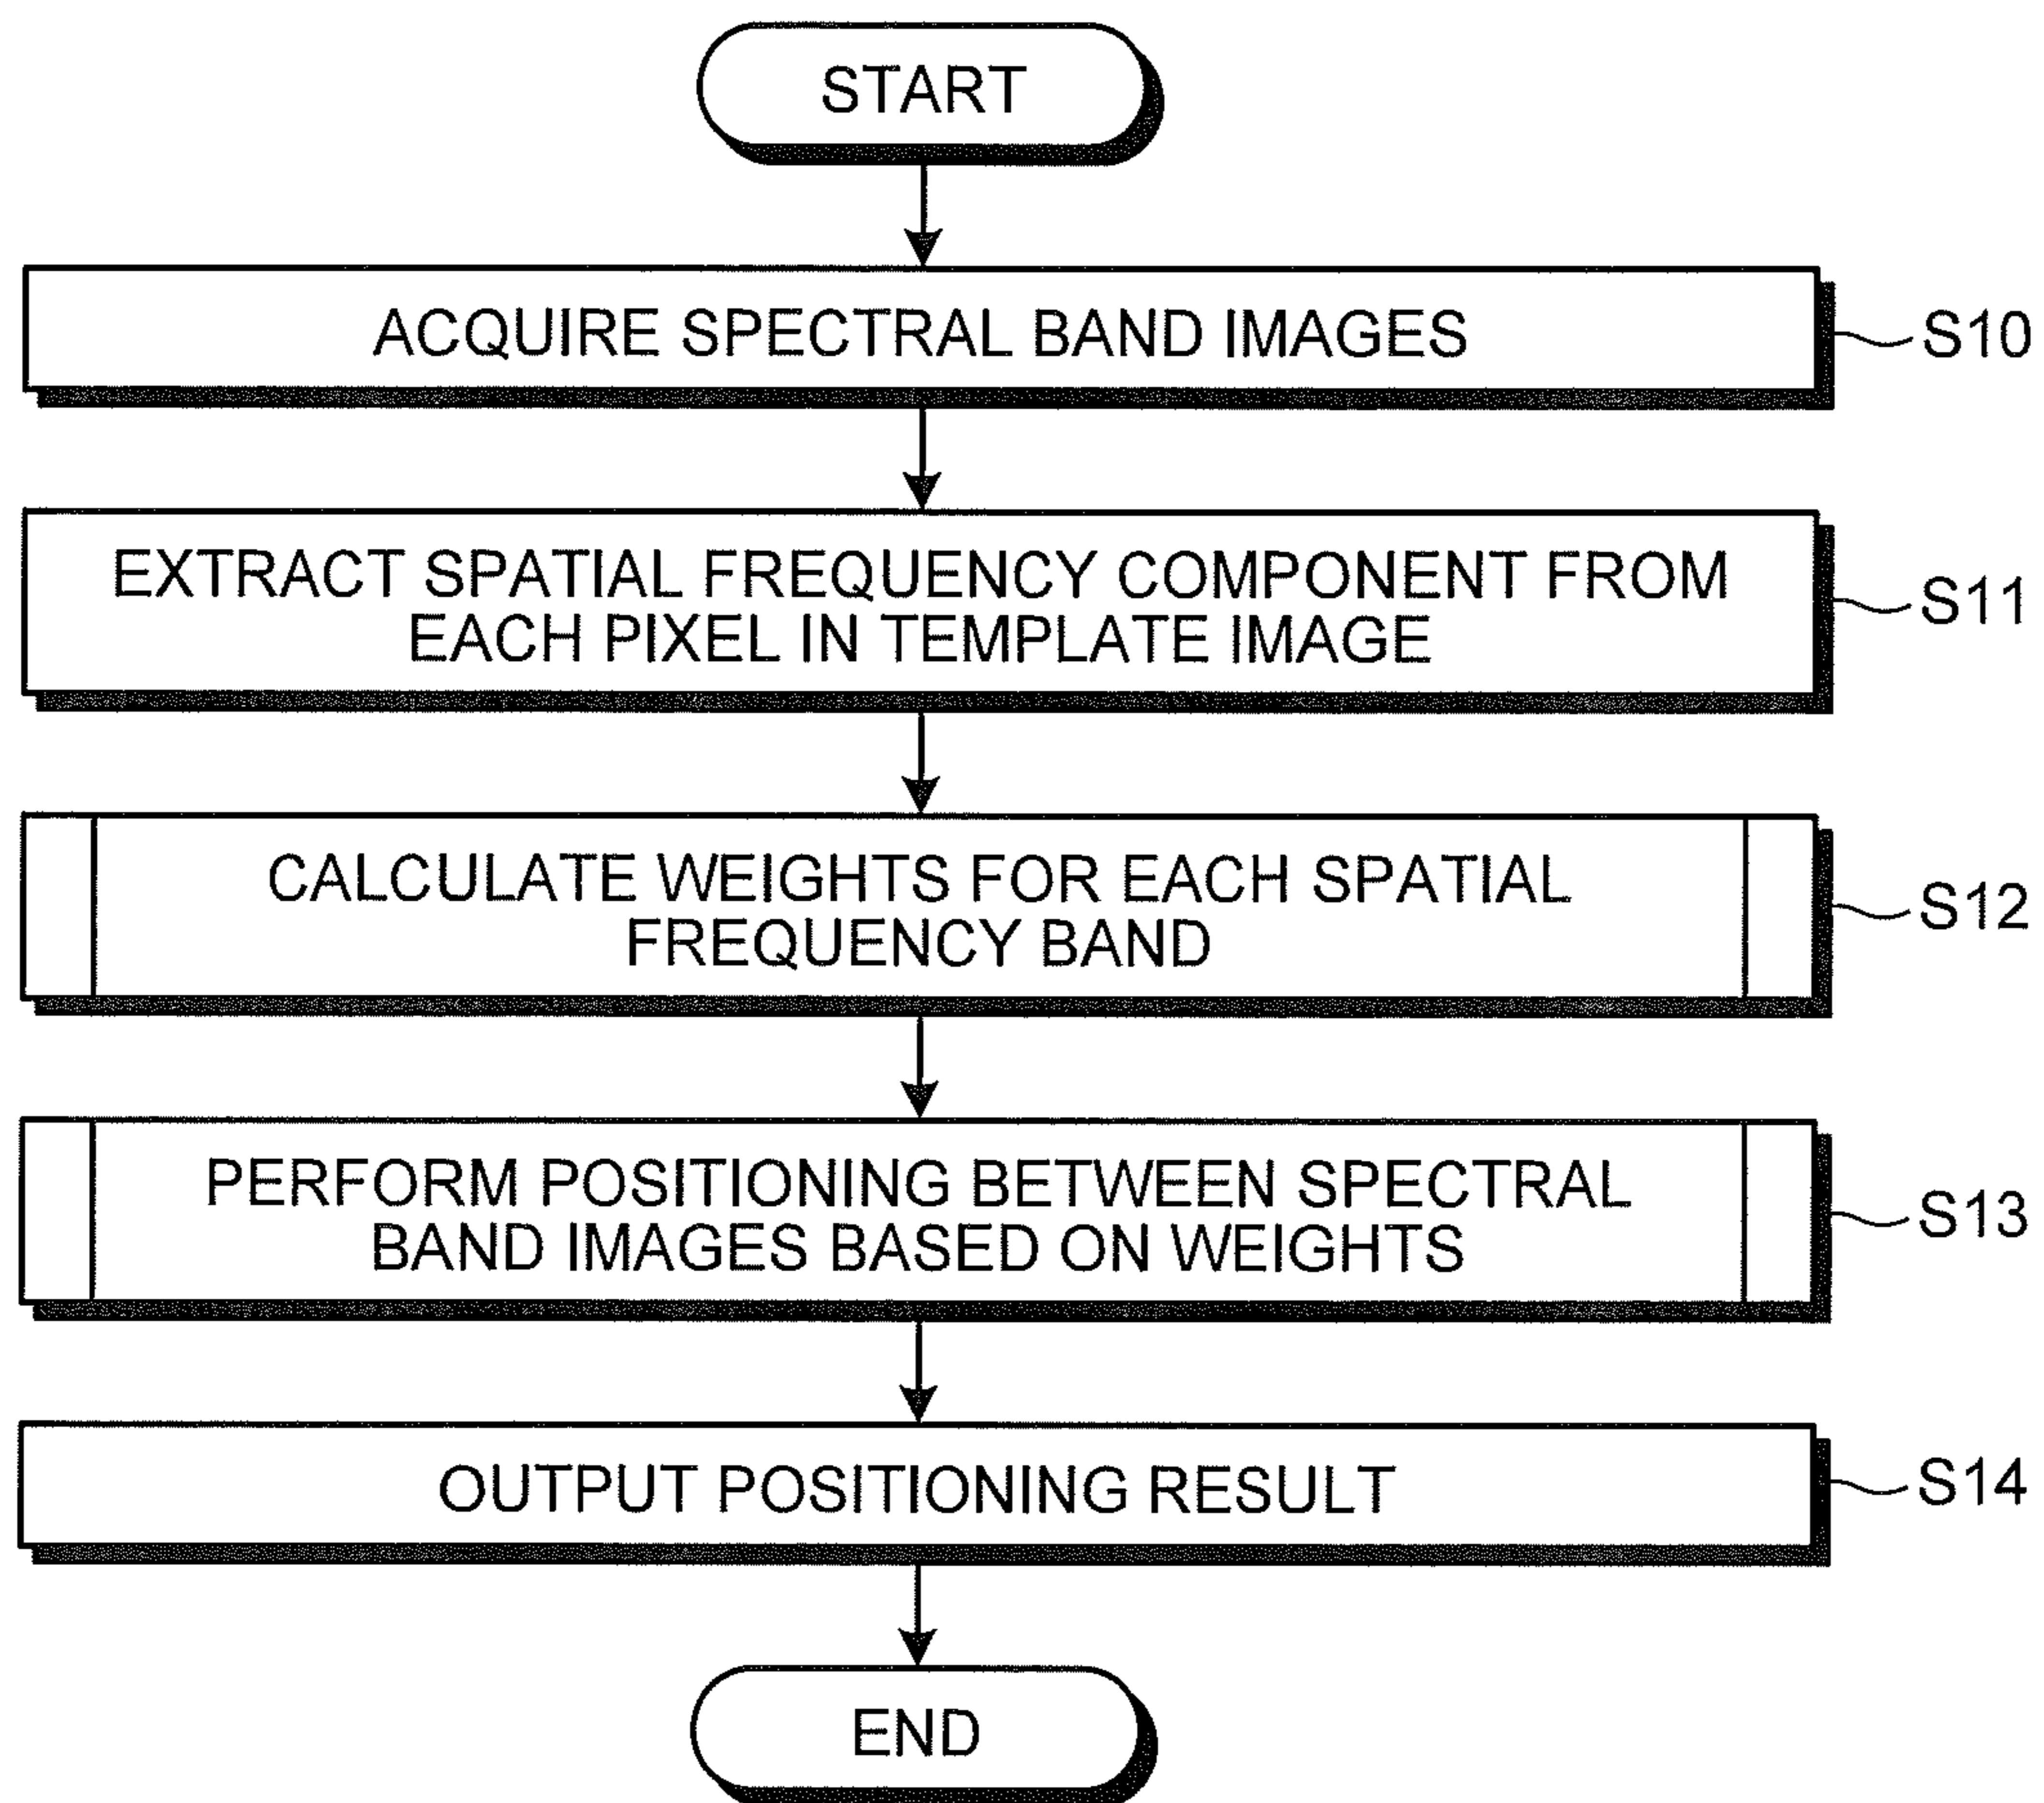 START
ACQUIRE SPECTRAL BAND IMAGES
S10
EXTRACT SPATIAL FREQUENCY COMPONENT FROM
EACH PIXEL IN TEMPLATE IMAGE
S11
CALCULATE WEIGHTS FOR EACH SPATIAL
FREQUENCY BAND
S12
PERFORM POSITIONING BETWEEN SPECTRAL
BAND IMAGES BASED ON WEIGHTS
S13
OUTPUT POSITIONING RESULT
S14
END